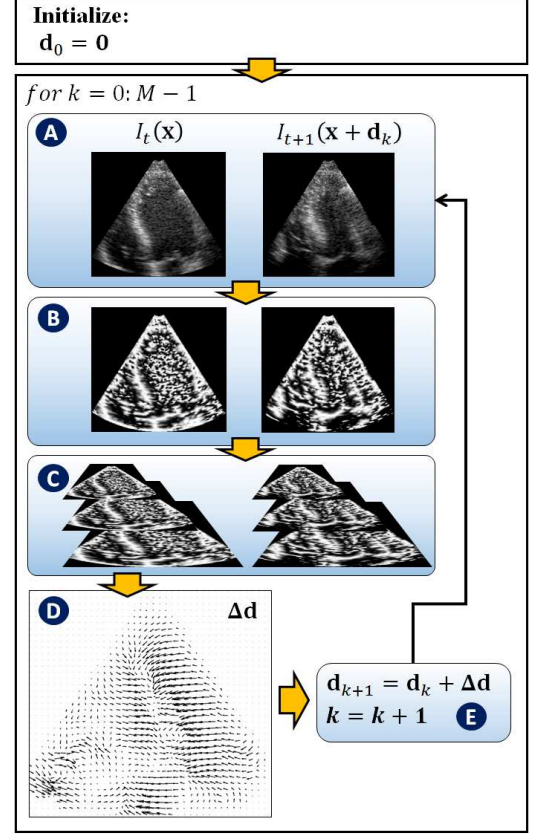 Initialize:
d₀ = 0
for k = 0: M − 1
A
Iₜ(x) Iₜ₊₁(x + dₖ)
B
C
D Δd
dₖ₊₁ = dₖ + Δd
k = k + 1 E